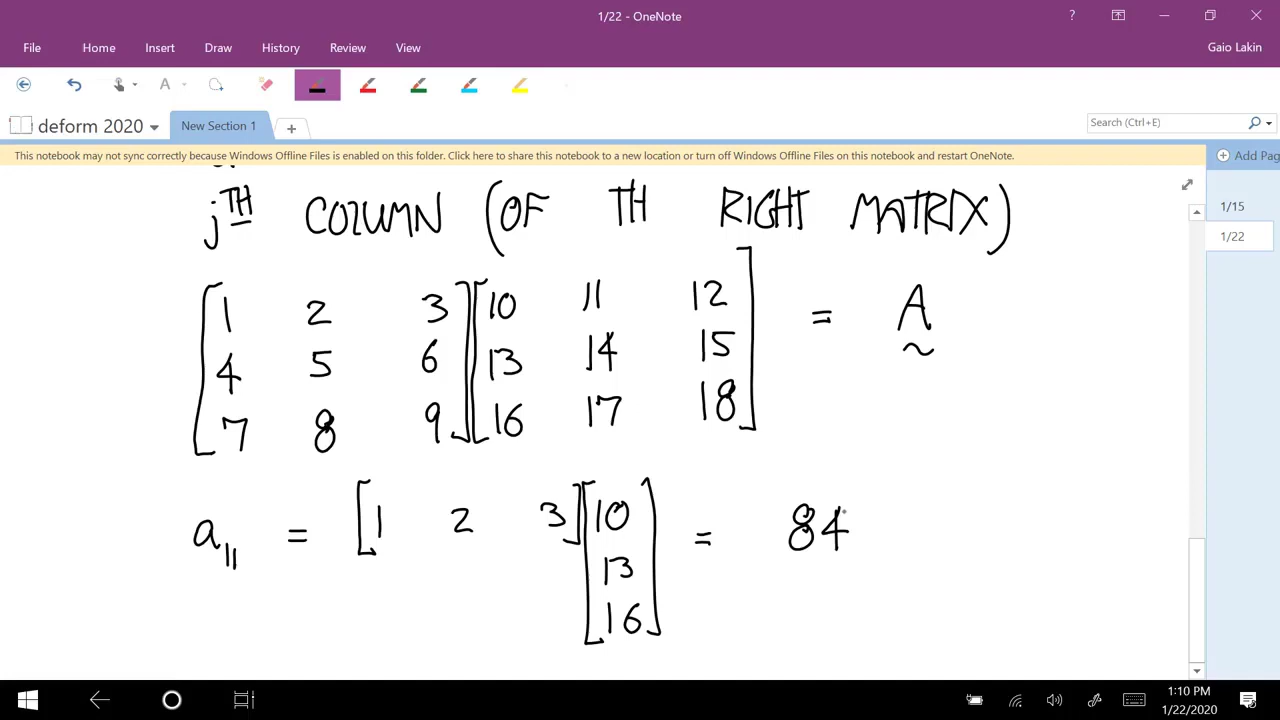 1/22 - OneNote
?
File Home Insert Draw History Review View Gaio Lakin
A
deform 2020 New Section 1 + Search (Ctrl+E)
This notebook may not sync correctly because Windows Offline Files is enabled on this folder. Click here to share this notebook to a new location or turn off Windows Offline Files on this notebook and restart OneNote. Add Pag
jTH COLUMN (OF TH RIGHT MATRIX)
1/15
1/22
[1 2 3][10 11 12] = A
4 5 6 13 14 15 ~
7 8 9 16 17 18
a11 = [1 2 3][10 = 84
13
16]
1:10 PM
1/22/2020